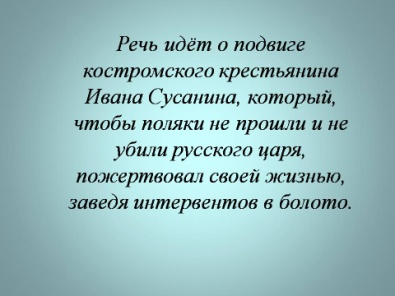 Речь идёт о подвиге
костромского крестьянина
Ивана Сусанина, который,
чтобы поляки не прошли и не
убили русского царя,
пожертвовал своей жизнью,
заведя интервентов в болото.